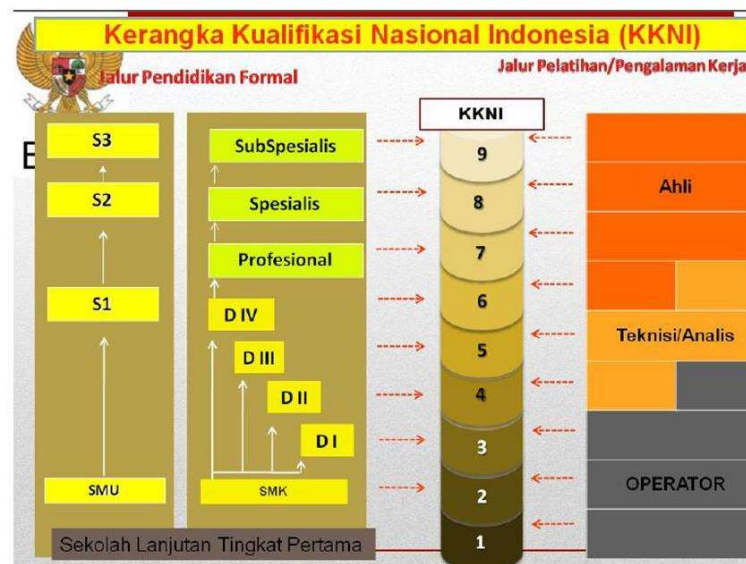 Kerangka Kualifikasi Nasional Indonesia (KKNI)
Jalur Pendidikan Formal
Jalur Pelatihan/Pengalaman Kerja
KKNI
E
S3
SubSpesialis
9
S2
Spesialis
8
Ahli
Profesional
7
S1
D IV
6
D III
5
Teknisi/Analis
D II
4
D I
3
SMU
SMK
2
OPERATOR
Sekolah Lanjutan Tingkat Pertama
1